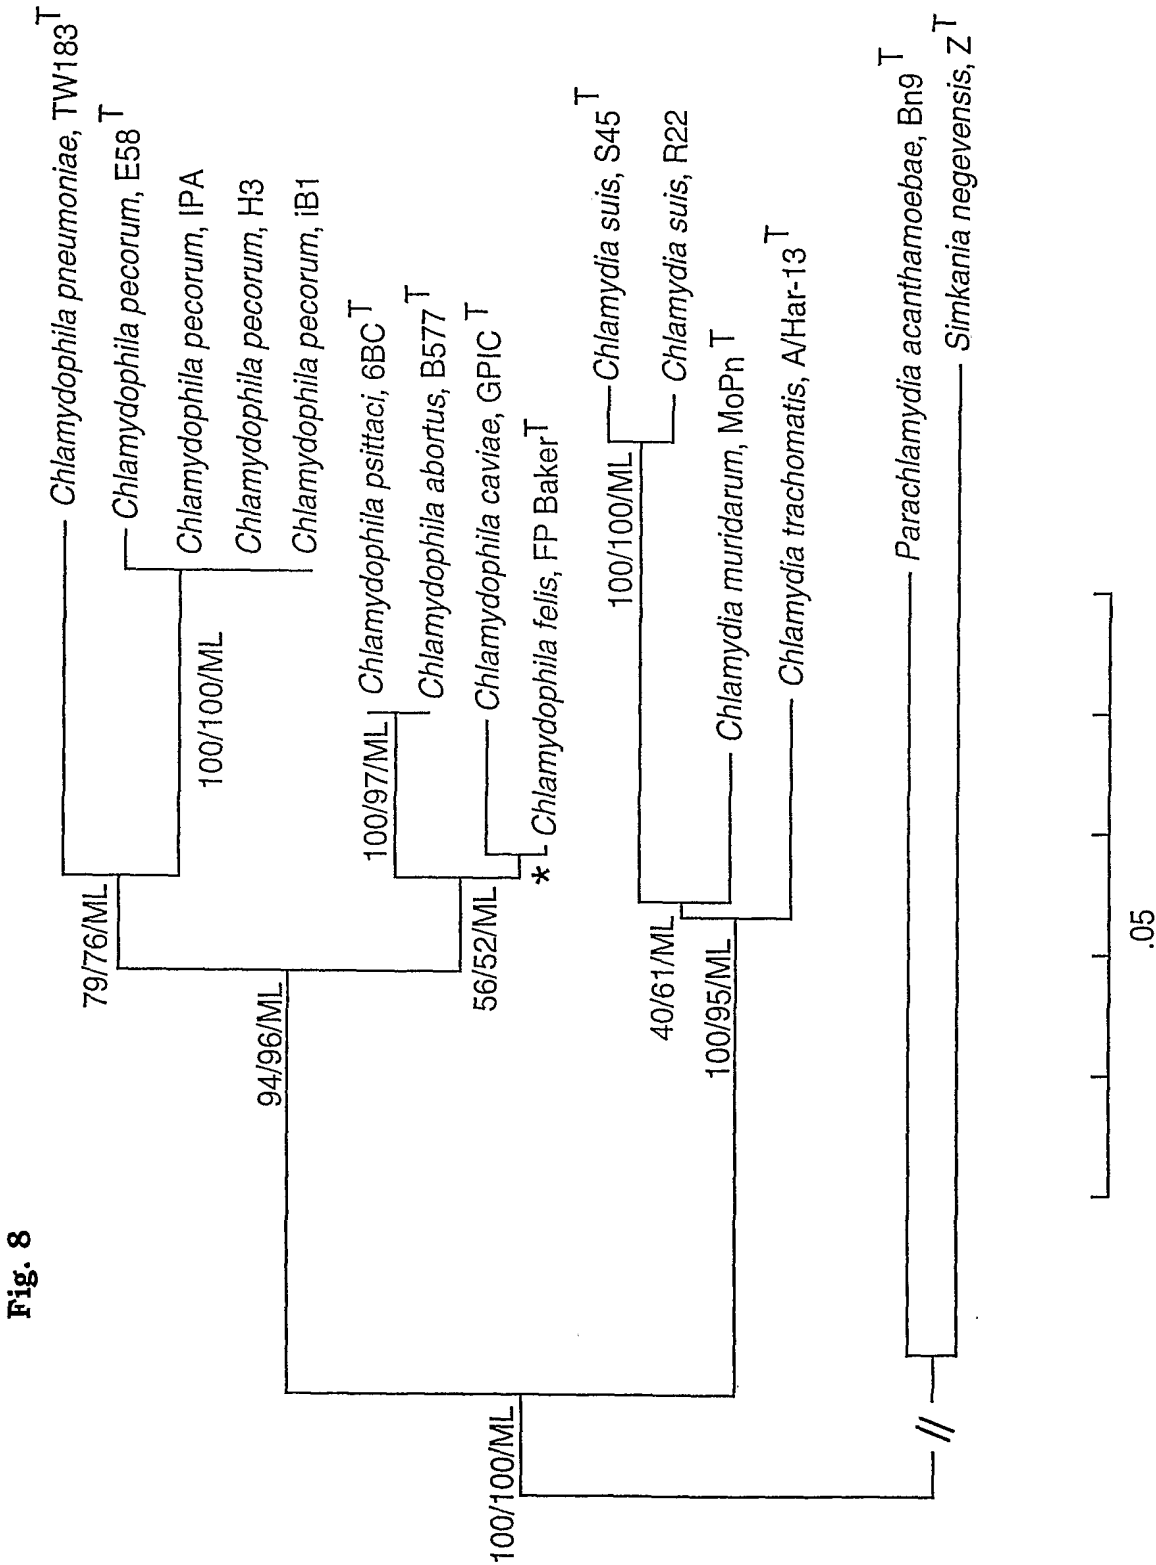 Fig. 8
Chlamydophila pneumoniae, TW183T
Chlamydophila pecorum, E58T
Chlamydophila pecorum, IPA
Chlamydophila pecorum, H3
Chlamydophila pecorum, iB1
100/100/ML
79/76/ML
Chlamydophila psittaci, 6BCT
Chlamydophila abortus, B577T
100/97/ML
Chlamydophila caviae, GPICT
Chlamydophila felis, FP BakerT
*
56/52/ML
94/96/ML
Chlamydia suis, S45T
Chlamydia suis, R22
100/100/ML
Chlamydia muridarum, MoPnT
40/61/ML
Chlamydia trachomatis, A/Har-13T
100/95/ML
100/100/ML
Parachlamydia acanthamoebae, Bn9T
Simkania negevensis, ZT
//
.05